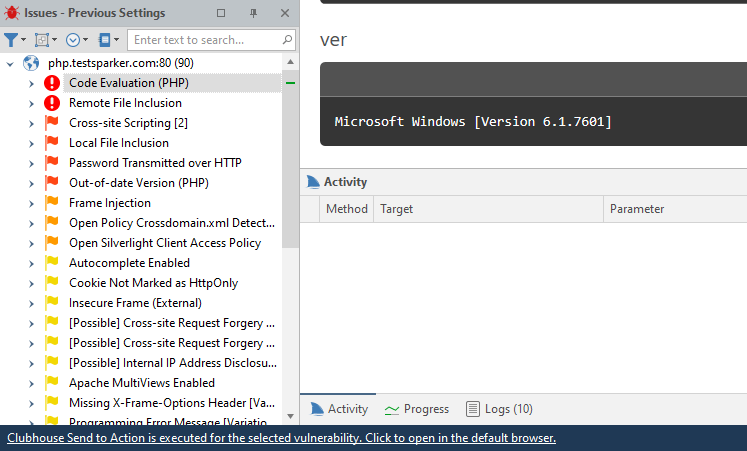 Issues - Previous Settings
Enter text to search...
php.testsparker.com:80 (90)
Code Evaluation (PHP)
Remote File Inclusion
Cross-site Scripting [2]
Local File Inclusion
Password Transmitted over HTTP
Out-of-date Version (PHP)
Frame Injection
Open Policy Crossdomain.xml Detect...
Open Silverlight Client Access Policy
Autocomplete Enabled
Cookie Not Marked as HttpOnly
Insecure Frame (External)
[Possible] Cross-site Request Forgery ...
[Possible] Cross-site Request Forgery ...
[Possible] Internal IP Address Disclosu...
Apache MultiViews Enabled
Missing X-Frame-Options Header [Va...
Programming Error Message [Variatio...
ver
Microsoft Windows [Version 6.1.7601]
Activity
Method Target Parameter
Activity Progress Logs (10)
Clubhouse Send to Action is executed for the selected vulnerability. Click to open in the default browser.